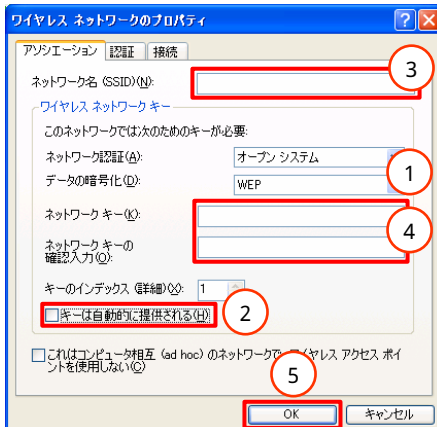 ワイヤレス ネットワークのプロパティ
アソシエーション 認証 接続
ネットワーク名 (SSID)(N):
3
ワイヤレス ネットワーク キー
このネットワークでは次のためのキーが必要:
ネットワーク認証(A): オープン システム
1
データの暗号化(D): WEP
ネットワーク キー(K):
4
ネットワーク キーの
確認入力(O):
キーのインデックス (詳細)(X): 1
2
キーは自動的に提供される(H)
これはコンピュータ相互 (ad hoc) のネットワークで、ワイヤレス アクセス ポイ
ントを使用しない(C)
5
OK キャンセル